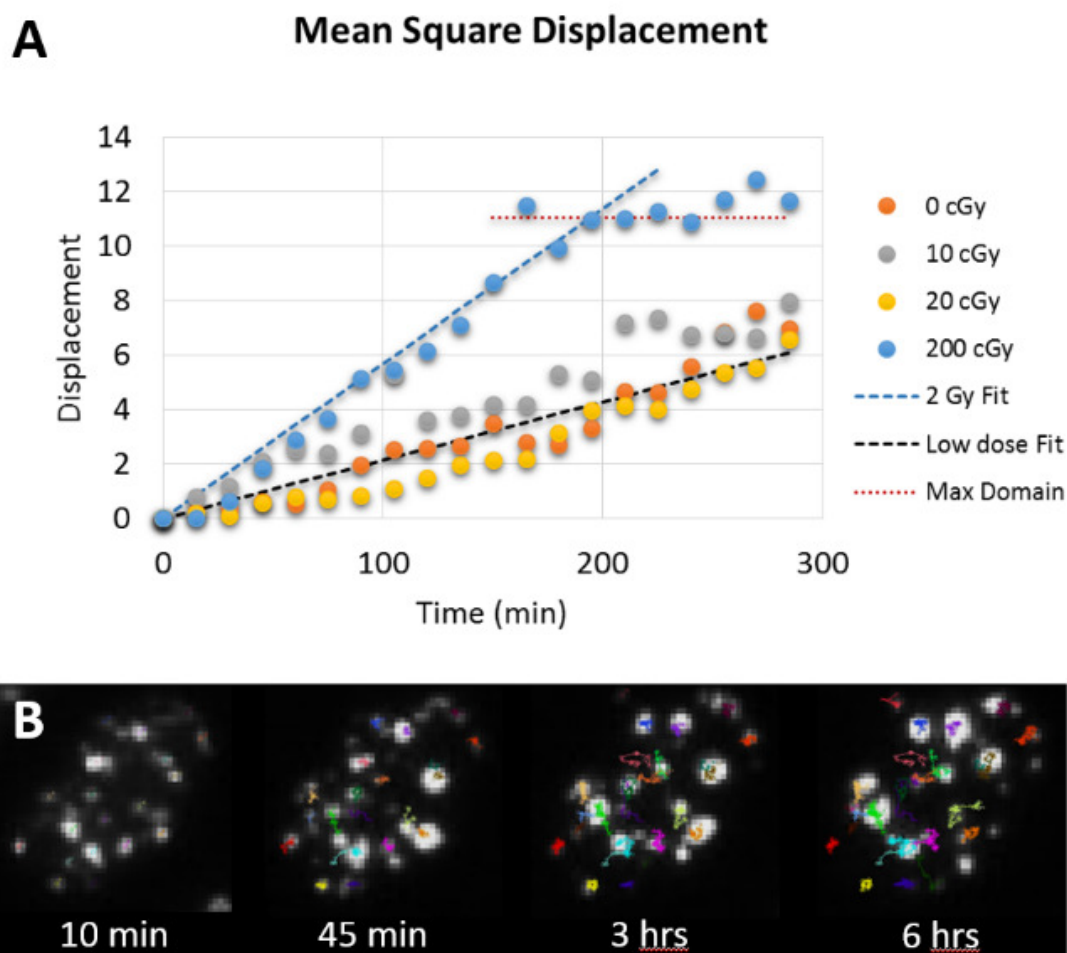 A
Mean Square Displacement
14
12
10
8
6
4
2
0
Displacement
0 100 200 300
Time (min)
0 cGy
10 cGy
20 cGy
200 cGy
2 Gy Fit
Low dose Fit
Max Domain
B
10 min 45 min 3 hrs 6 hrs